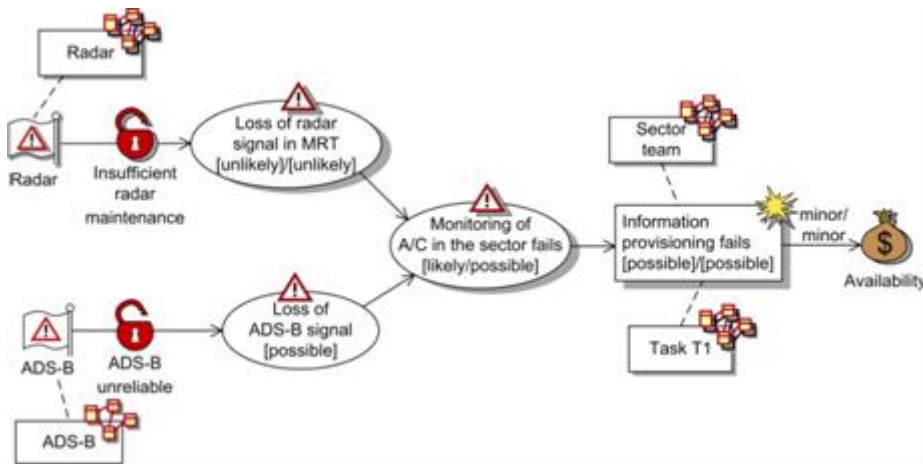 Radar
Radar
Insufficient
radar
maintenance
Loss of radar
signal in MRT
[unlikely]/[unlikely]
Monitoring of
A/C in the sector fails
[likely/possible]
Sector
team
Information
provisioning fails
[possible]/[possible]
minor/
minor
$
Availability
Loss of
ADS-B signal
[possible]
ADS-B
ADS-B
unreliable
Task T1
ADS-B